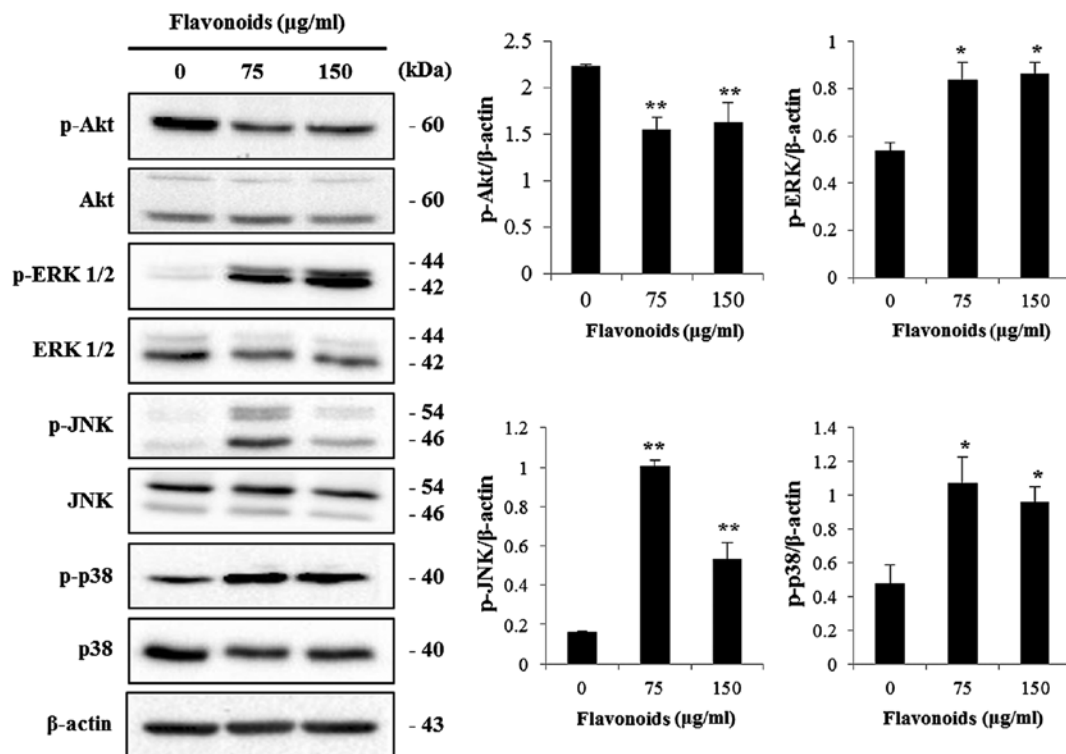 Flavonoids (µg/ml)
0 75 150 (kDa)
p-Akt - 60
Akt - 60
p-ERK 1/2 - 44
- 42
ERK 1/2 - 44
- 42
p-JNK - 54
- 46
JNK - 54
- 46
p-p38 - 40
p38 - 40
β-actin - 43
p-Akt/β-actin
2.5
2
1.5
1
0.5
0
** **
0 75 150
Flavonoids (µg/ml)
p-ERK/β-actin
1
0.8
0.6
0.4
0.2
0
* *
0 75 150
Flavonoids (µg/ml)
p-JNK/β-actin
1.2
1
0.8
0.6
0.4
0.2
0
** **
0 75 150
Flavonoids (µg/ml)
p-p38/β-actin
1.4
1.2
1
0.8
0.6
0.4
0.2
0
* *
0 75 150
Flavonoids (µg/ml)